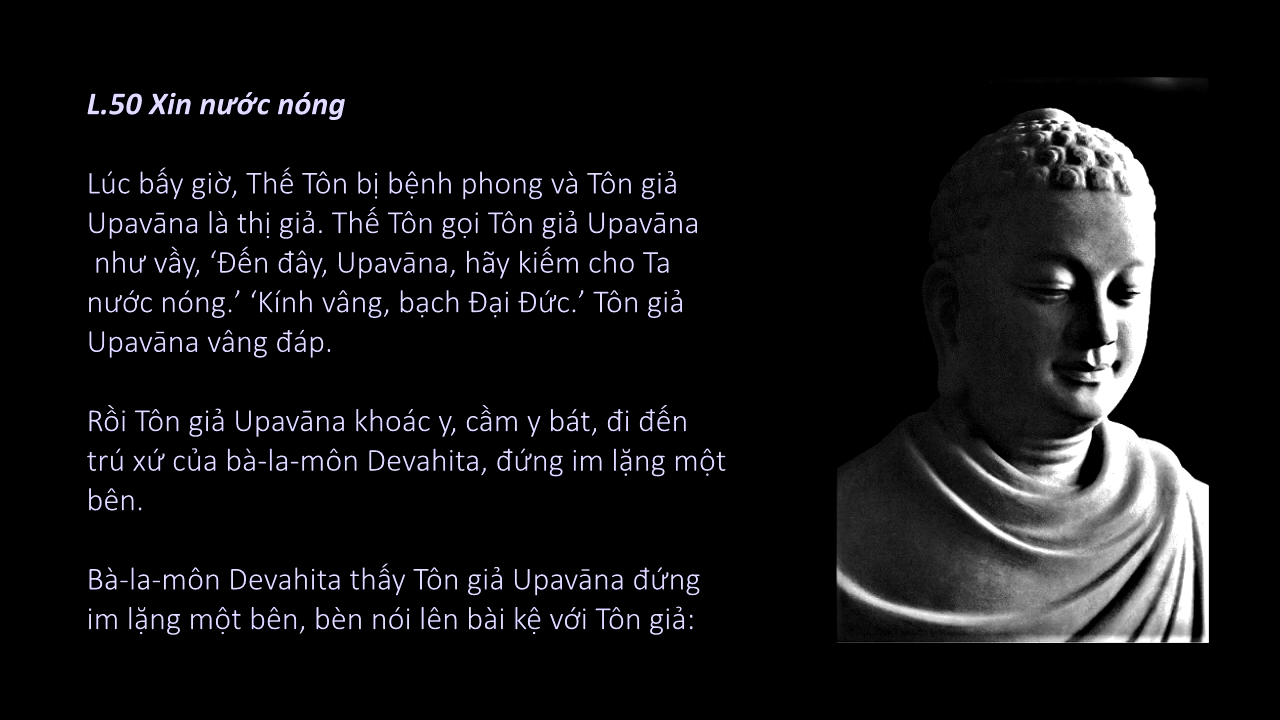 L.50 Xin nước nóng
Lúc bấy giờ, Thế Tôn bị bệnh phong và Tôn giả
Upavāna là thị giả. Thế Tôn gọi Tôn giả Upavāna
như vầy, ‘Đến đây, Upavāna, hãy kiếm cho Ta
nước nóng.’ ‘Kính vâng, bạch Đại Đức.’ Tôn giả
Upavāna vâng đáp.
Rồi Tôn giả Upavāna khoác y, cầm y bát, đi đến
trú xứ của bà-la-môn Devahita, đứng im lặng một
bên.
Bà-la-môn Devahita thấy Tôn giả Upavāna đứng
im lặng một bên, bèn nói lên bài kệ với Tôn giả: